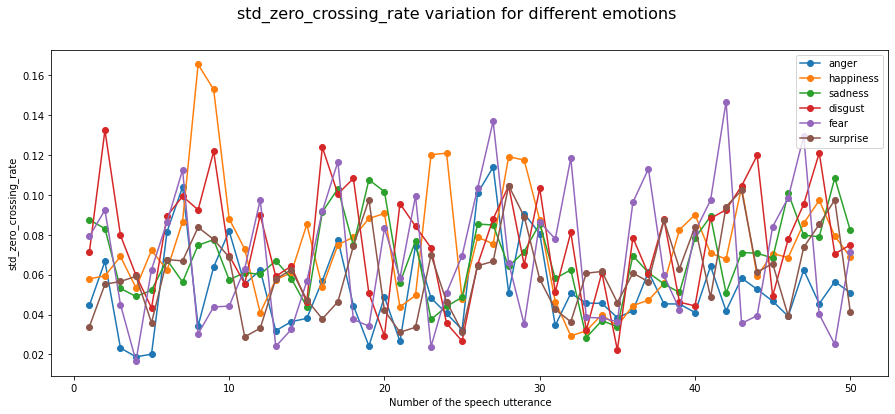 std_zero_crossing_rate variation for different emotions
0.16
0.14
0.12
0.10
0.08
0.06
0.04
0.02
std_zero_crossing_rate
anger
happiness
sadness
disgust
fear
surprise
0 10 20 30 40 50
Number of the speech utterance